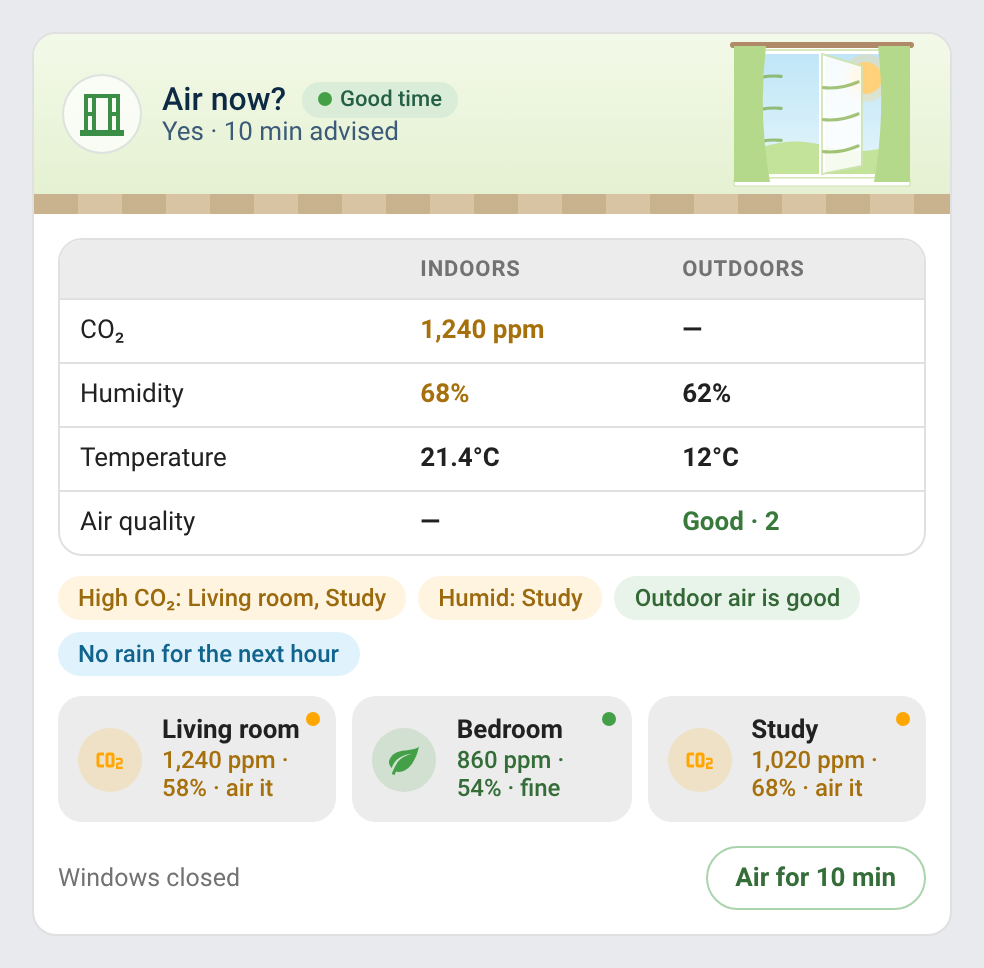 Air now? Good time
Yes · 10 min advised
INDOORS OUTDOORS
CO₂ 1,240 ppm –
Humidity 68% 62%
Temperature 21.4°C 12°C
Air quality – Good · 2
High CO₂: Living room, Study Humid: Study Outdoor air is good
No rain for the next hour
Living room
CO₂
1,240 ppm ·
58% · air it
Bedroom
860 ppm ·
54% · fine
Study
CO₂
1,020 ppm ·
68% · air it
Windows closed Air for 10 min